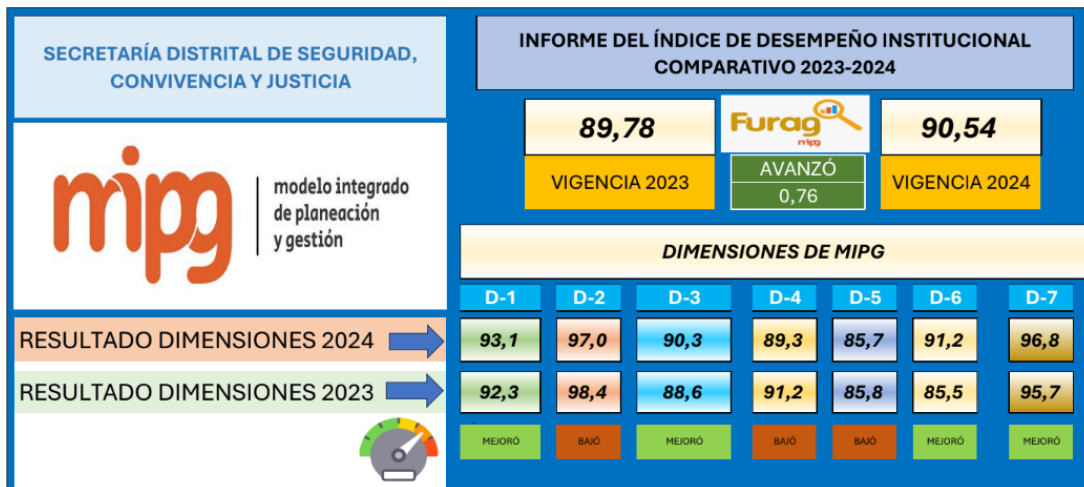 SECRETARÍA DISTRITAL DE SEGURIDAD,
CONVIVENCIA Y JUSTICIA
INFORME DEL ÍNDICE DE DESEMPEÑO INSTITUCIONAL
COMPARATIVO 2023-2024
89,78
Furag
mipg
90,54
VIGENCIA 2023
AVANZÓ
0,76
VIGENCIA 2024
mipg
modelo integrado
de planeación
y gestión
DIMENSIONES DE MIPG
D-1 D-2 D-3 D-4 D-5 D-6 D-7
RESULTADO DIMENSIONES 2024 93,1 97,0 90,3 89,3 85,7 91,2 96,8
RESULTADO DIMENSIONES 2023 92,3 98,4 88,6 91,2 85,8 85,5 95,7
MEJORÓ BAJÓ MEJORÓ BAJÓ BAJÓ MEJORÓ MEJORÓ